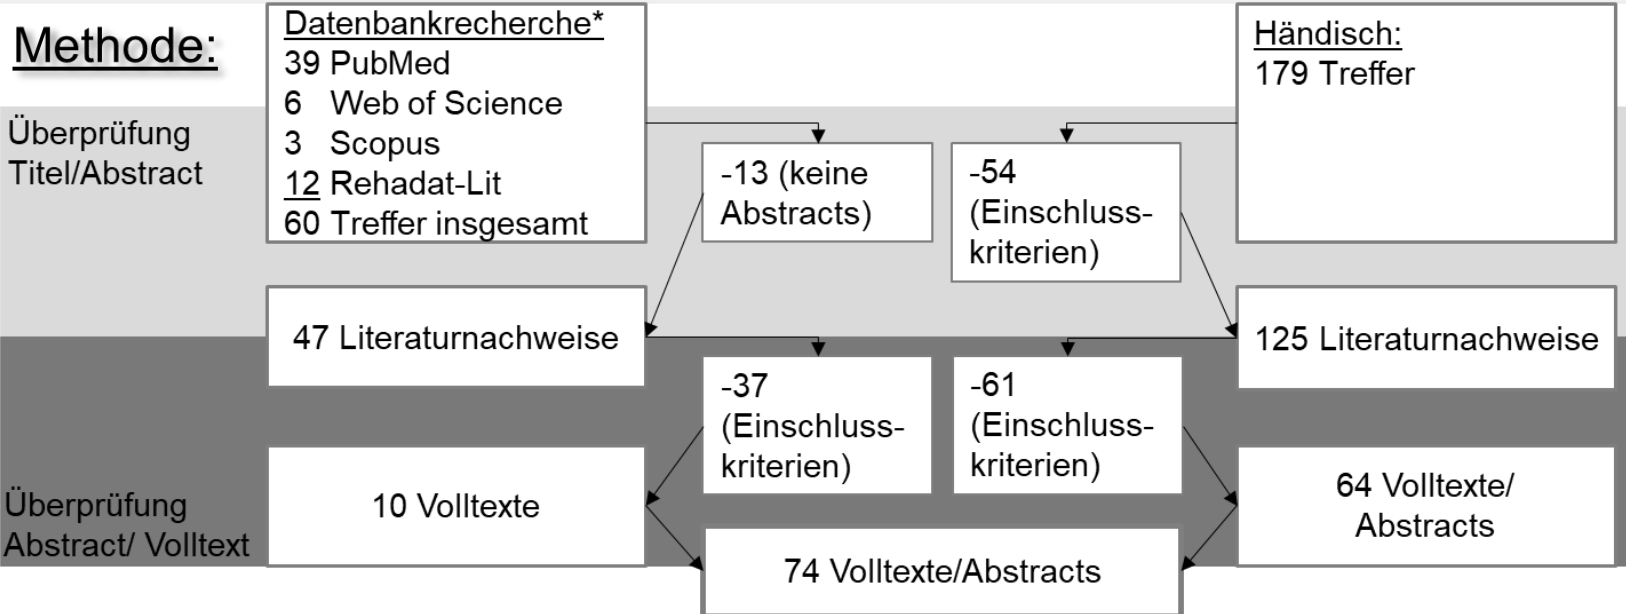 Methode:
Datenbankrecherche*
39 PubMed
6 Web of Science
3 Scopus
12 Rehadat-Lit
60 Treffer insgesamt
Händisch:
179 Treffer
Überprüfung
Titel/Abstract
-13 (keine
Abstracts)
-54
(Einschluss-
kriterien)
47 Literaturnachweise
125 Literaturnachweise
-37
(Einschluss-
kriterien)
-61
(Einschluss-
kriterien)
Überprüfung
Abstract/ Volltext
10 Volltexte
64 Volltexte/
Abstracts
74 Volltexte/Abstracts